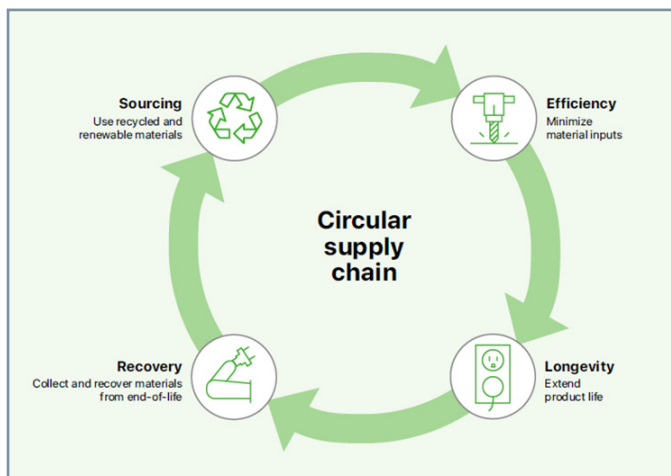 Sourcing
Use recycled and
renewable materials
Efficiency
Minimize
material inputs
Circular
supply
chain
Recovery
Collect and recover materials
from end-of-life
Longevity
Extend
product life